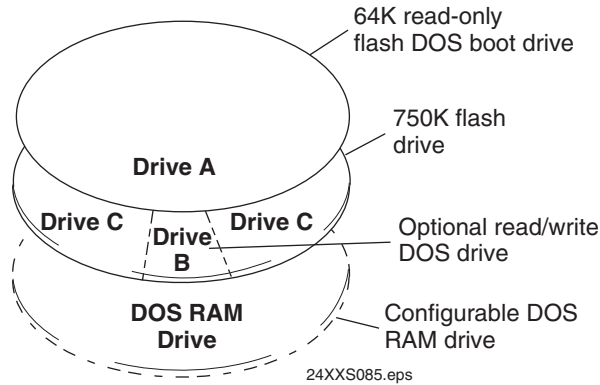 64K read-only
flash DOS boot drive
750K flash
drive
Drive A
Drive C
Drive
B
Drive C
Optional read/write
DOS drive
DOS RAM
Drive
Configurable DOS
RAM drive
24XXS085.eps